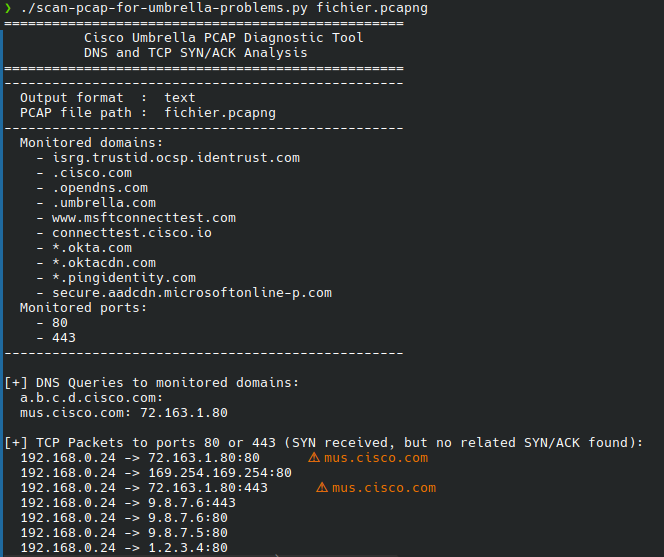 ❯ ./scan-pcap-for-umbrella-problems.py fichier.pcapng
==================================================
          Cisco Umbrella PCAP Diagnostic Tool
          DNS and TCP SYN/ACK Analysis
==================================================
--------------------------------------------------
  Output format  :  text
  PCAP file path :  fichier.pcapng
--------------------------------------------------
  Monitored domains:
    - isrg.trustid.ocsp.identrust.com
    - .cisco.com
    - .opendns.com
    - .umbrella.com
    - www.msftconnecttest.com
    - connecttest.cisco.io
    - *.okta.com
    - *.oktacdn.com
    - *.pingidentity.com
    - secure.aadcdn.microsoftonline-p.com
  Monitored ports:
    - 80
    - 443
--------------------------------------------------
[+] DNS Queries to monitored domains:
  a.b.c.d.cisco.com:
  mus.cisco.com: 72.163.1.80
[+] TCP Packets to ports 80 or 443 (SYN received, but no related SYN/ACK found):
  192.168.0.24 -> 72.163.1.80:80      ⚠ mus.cisco.com
  192.168.0.24 -> 169.254.169.254:80
  192.168.0.24 -> 72.163.1.80:443      ⚠ mus.cisco.com
  192.168.0.24 -> 9.8.7.6:443
  192.168.0.24 -> 9.8.7.6:80
  192.168.0.24 -> 9.8.7.5:80
  192.168.0.24 -> 1.2.3.4:80